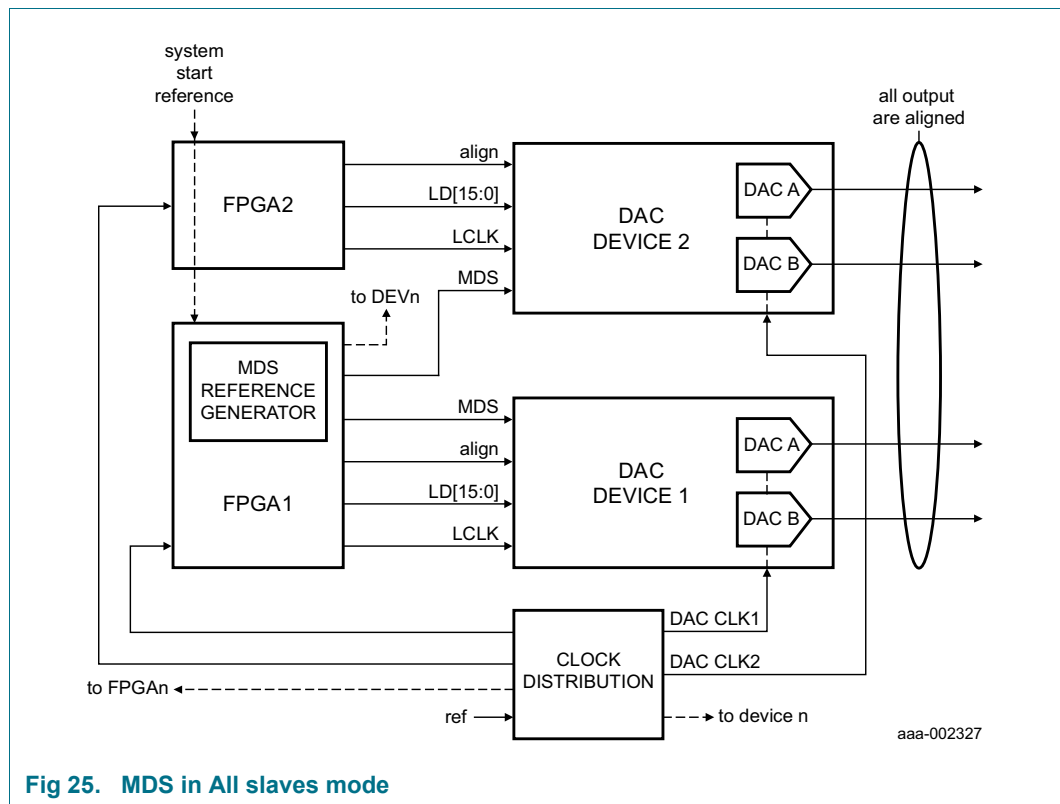 system
start
reference
all output
are aligned
FPGA2
align
LD[15:0]
LCLK
MDS
DAC
DEVICE 2
DAC A
DAC B
to DEVn
MDS
REFERENCE
GENERATOR
FPGA1
MDS
align
LD[15:0]
LCLK
DAC
DEVICE 1
DAC A
DAC B
CLOCK
DISTRIBUTION
DAC CLK1
DAC CLK2
to FPGAn
ref
to device n
aaa-002327
Fig 25. MDS in All slaves mode